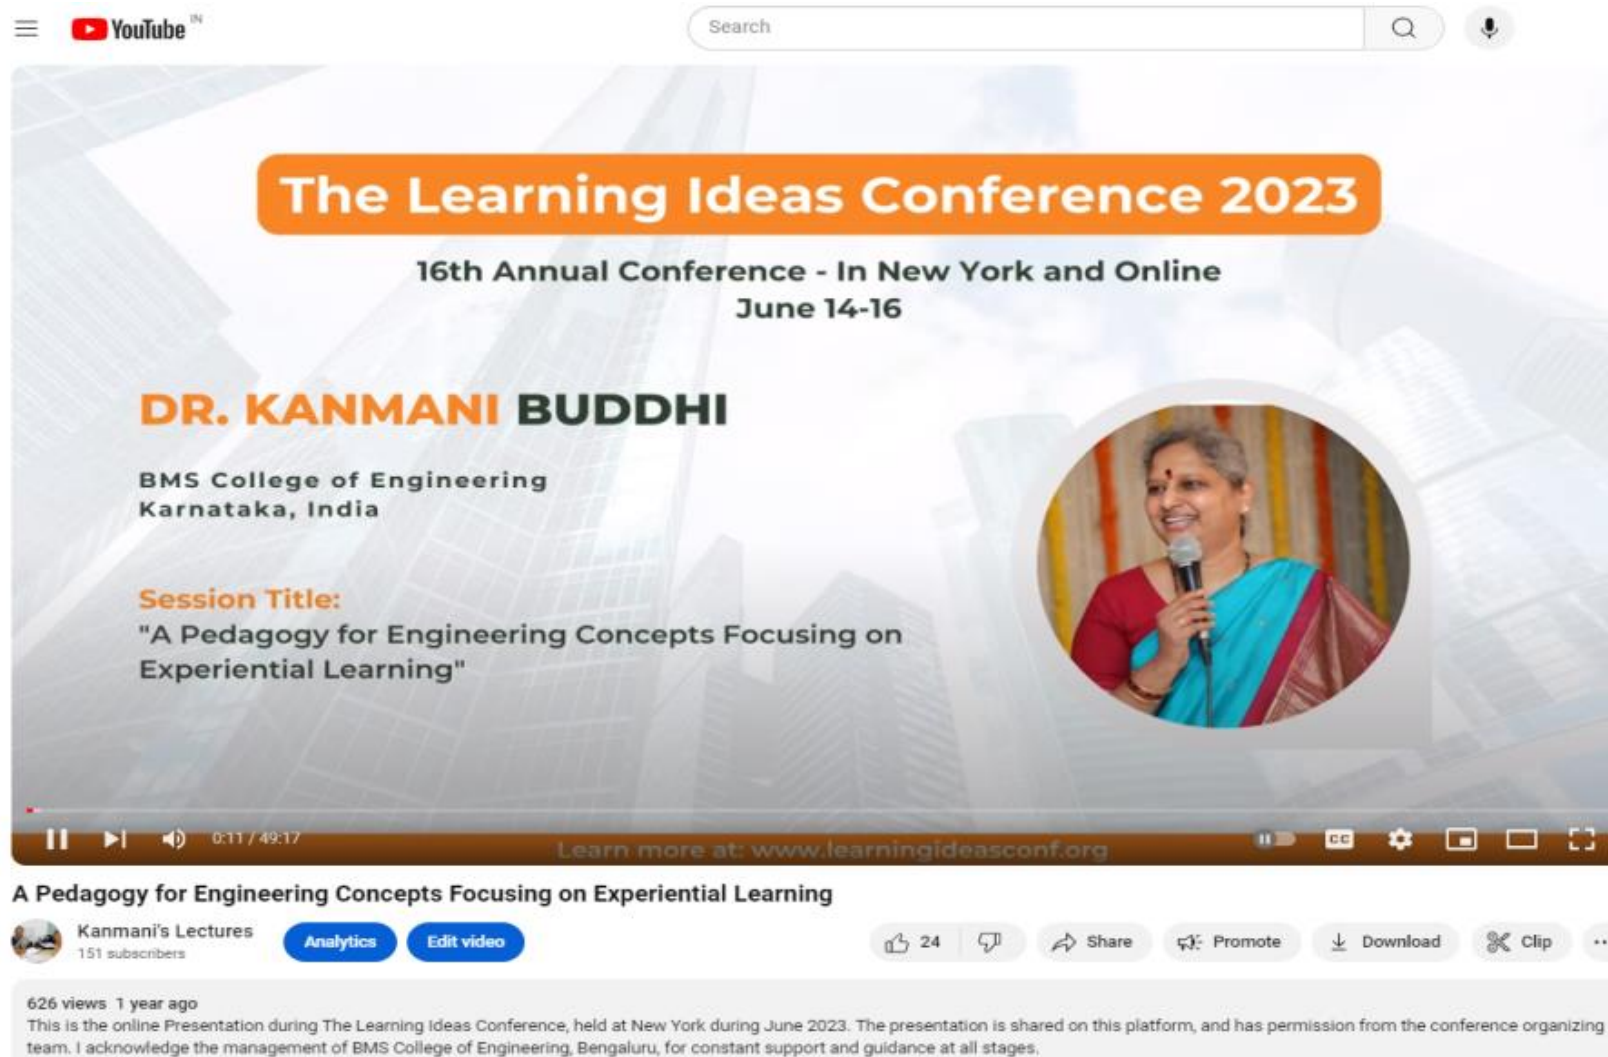 YouTube IN
Search
The Learning Ideas Conference 2023
16th Annual Conference - In New York and Online
June 14-16
DR. KANMANI BUDDHI
BMS College of Engineering
Karnataka, India
Session Title:
"A Pedagogy for Engineering Concepts Focusing on
Experiential Learning"
0:11 / 49:17
CC
Learn more at: www.learningideasconf.org
A Pedagogy for Engineering Concepts Focusing on Experiential Learning
Kanmani's Lectures
151 subscribers
Analytics
Edit video
24
Share
Promote
Download
Clip
626 views 1 year ago
This is the online Presentation during The Learning Ideas Conference, held at New York during June 2023. The presentation is shared on this platform, and has permission from the conference organizing
team. I acknowledge the management of BMS College of Engineering, Bengaluru, for constant support and guidance at all stages.